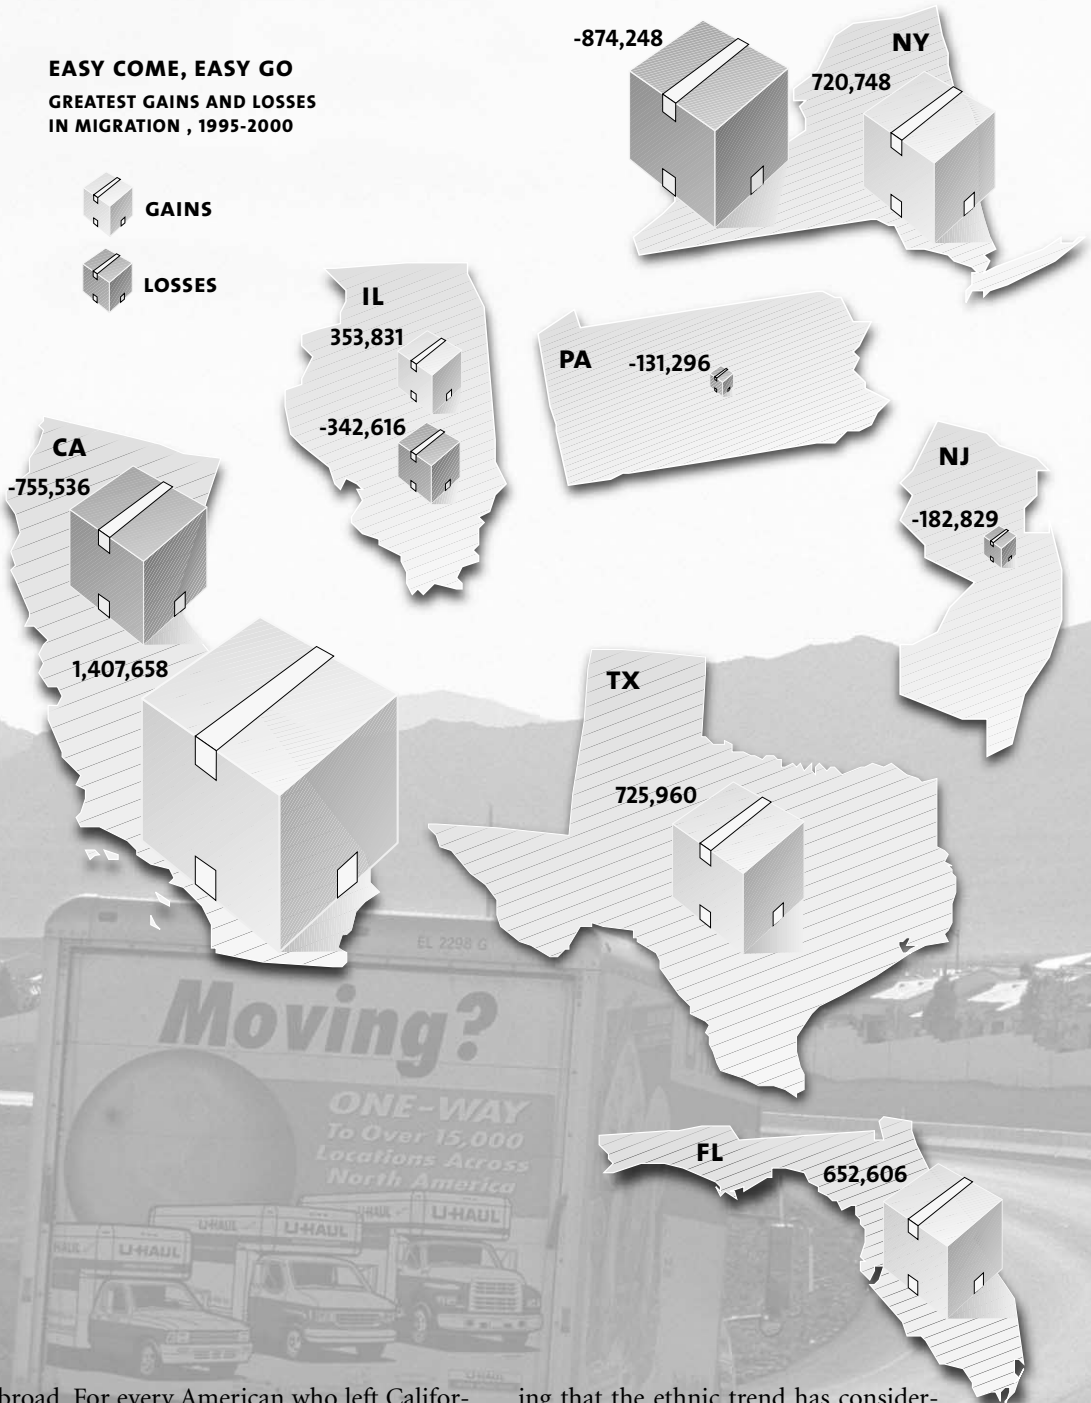 EASY COME, EASY GO
GREATEST GAINS AND LOSSES
IN MIGRATION , 1995-2000
GAINS
LOSSES
-874,248
NY
720,748
IL
353,831
-342,616
PA
-131,296
NJ
-182,829
CA
-755,536
1,407,658
TX
725,960
FL
652,606
EL 2298 G
Moving?
ONE-WAY
To Over 15,000
Locations Across
North America
U-HAUL
U-HAUL
U-HAUL
U-HAUL
U-HAUL
broad. For every American who left Califor-
ing that the ethnic trend has consider-